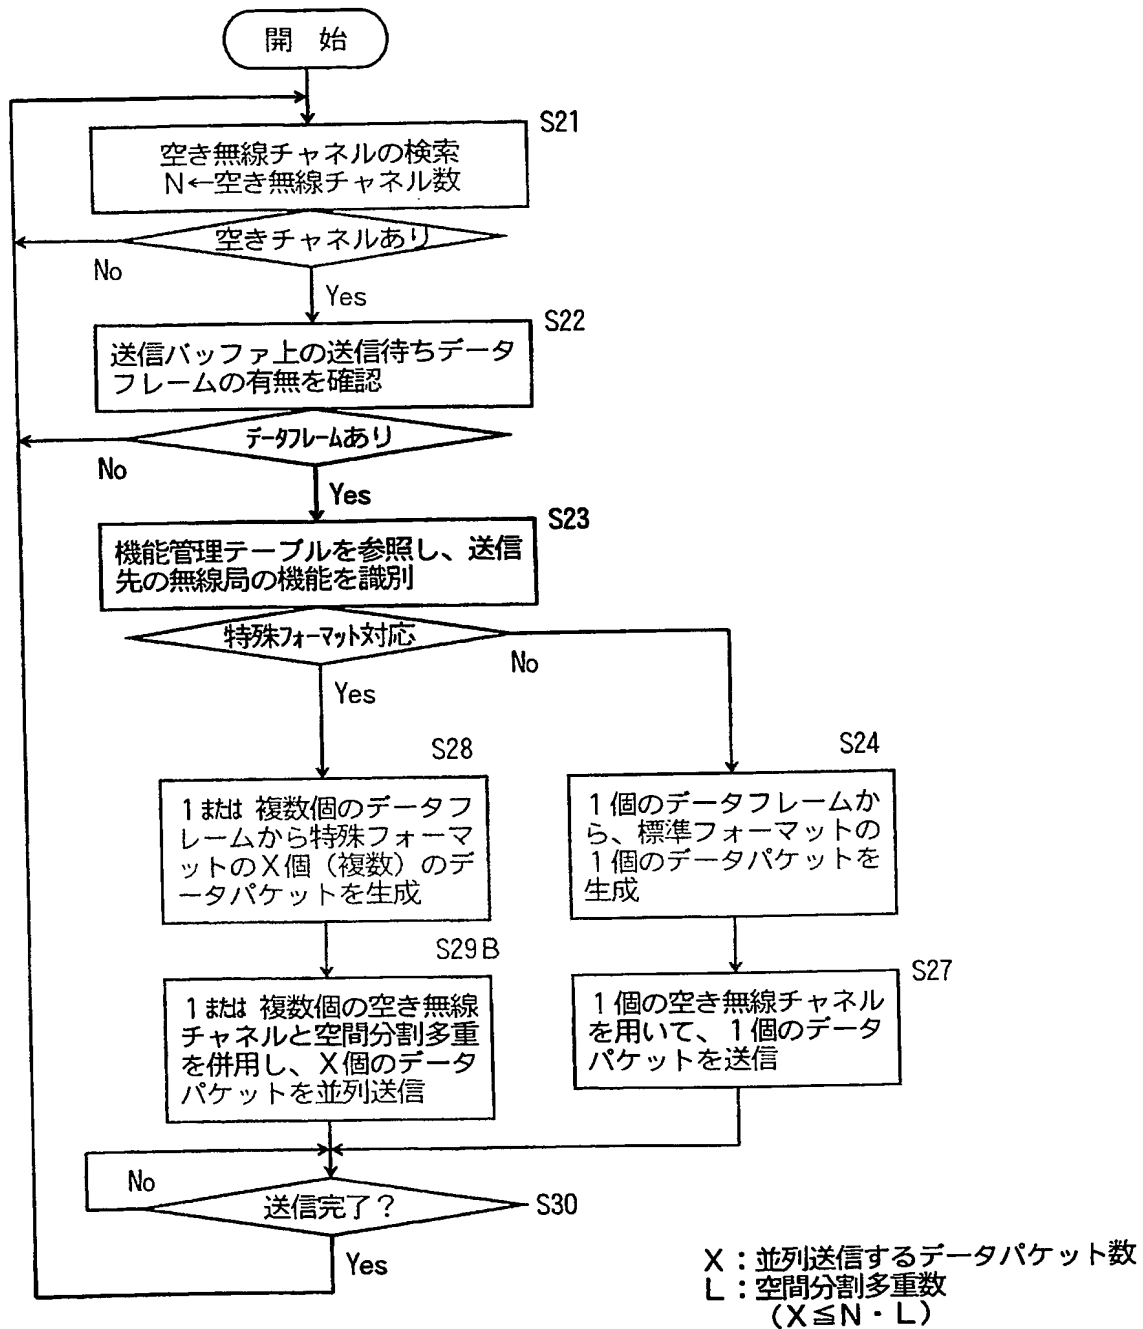 開 始
S21
空き無線チャネルの検索
N←空き無線チャネル数
空きチャネルあり
No
Yes
S22
送信バッファ上の送信待ちデータ
フレームの有無を確認
データフレームあり
No
Yes
S23
機能管理テーブルを参照し、送信
先の無線局の機能を識別
特殊フォーマット対応
No
Yes
S28
1または 複数個のデータフ
レームから特殊フォーマ
ットのX個（複数）のデ
ータパケットを生成
S24
1個のデータフレームか
ら、標準フォーマットの
1個のデータパケットを
生成
S29B
1または 複数個の空き無線
チャネルと空間分割多重
を併用し、X個のデータ
パケットを並列送信
S27
1個の空き無線チャネル
を用いて、1個のデータ
パケットを送信
No
送信完了？
S30
Yes
X：並列送信するデータパケット数
L：空間分割多重数
（X≦N・L）